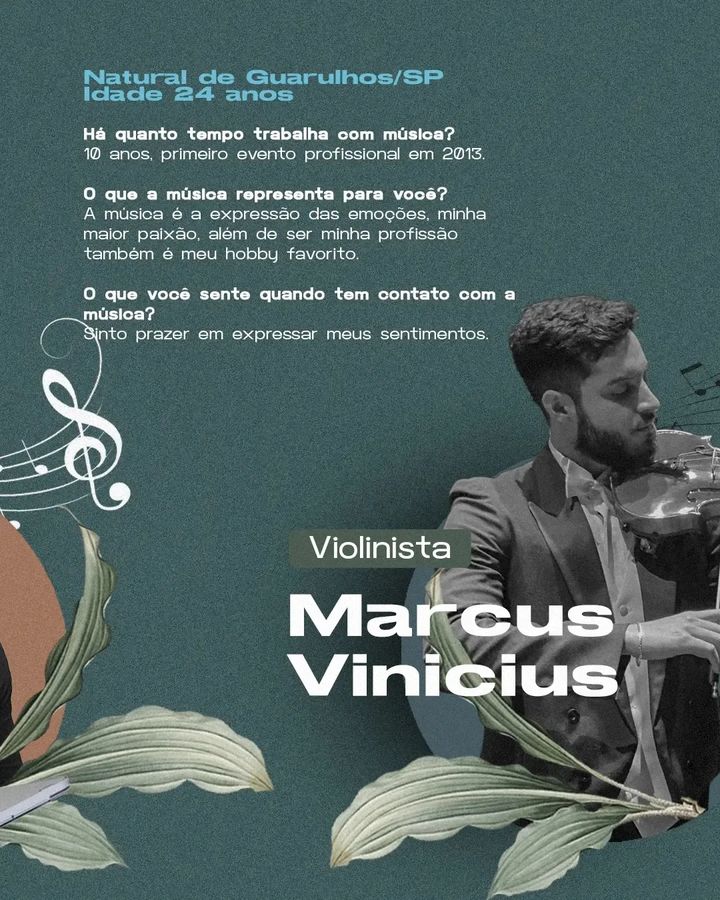 Natural de Guarulhos/SP
Idade 24 anos
Há quanto tempo trabalha com música?
10 anos, primeiro evento profissional em 2013.
O que a música representa para você?
A música é a expressão das emoções, minha
maior paixão, além de ser minha profissão
também é meu hobby favorito.
O que você sente quando tem contato com a
música?
Sinto prazer em expressar meus sentimentos.
Violinista
Marcus
Vinicius